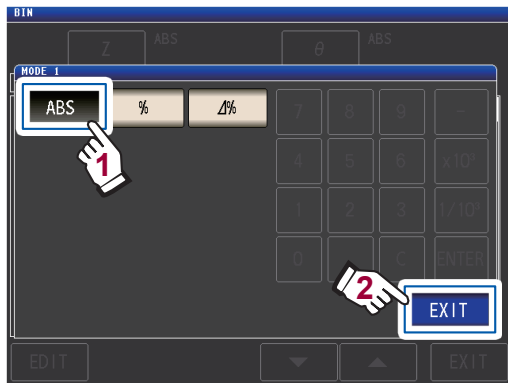 BIN
Z ABS θ ABS
MODE 1
ABS % Δ% 7 8 9 −
4 5 6 x10³
1 2 3 1/10³
0 C ENTER
1
2
EXIT
EDIT EXIT